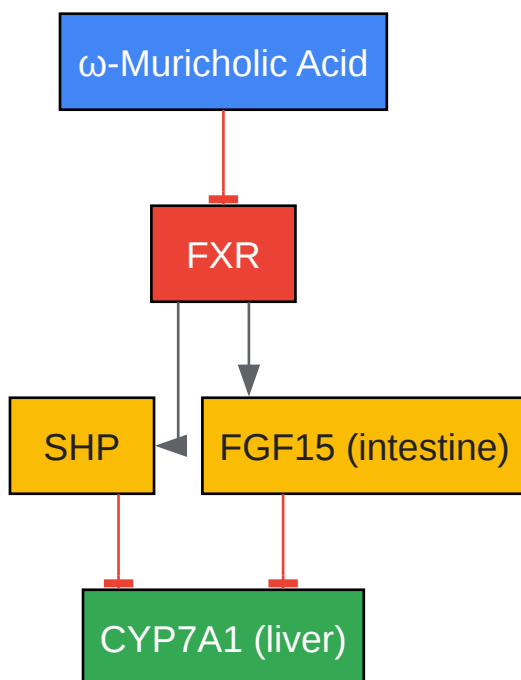 ω-Muricholic Acid
FXR
SHP
FGF15 (intestine)
CYP7A1 (liver)